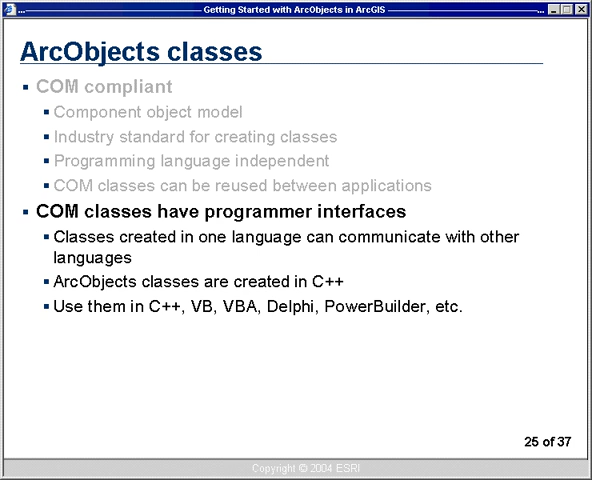 Getting Started with ArcObjects in ArcGIS
ArcObjects classes
COM compliant
Component object model
Industry standard for creating classes
Programming language independent
COM classes can be reused between applications
COM classes have programmer interfaces
Classes created in one language can communicate with other
languages
ArcObjects classes are created in C++
Use them in C++, VB, VBA, Delphi, PowerBuilder, etc.
25 of 37
Copyright © 2004 ESRI